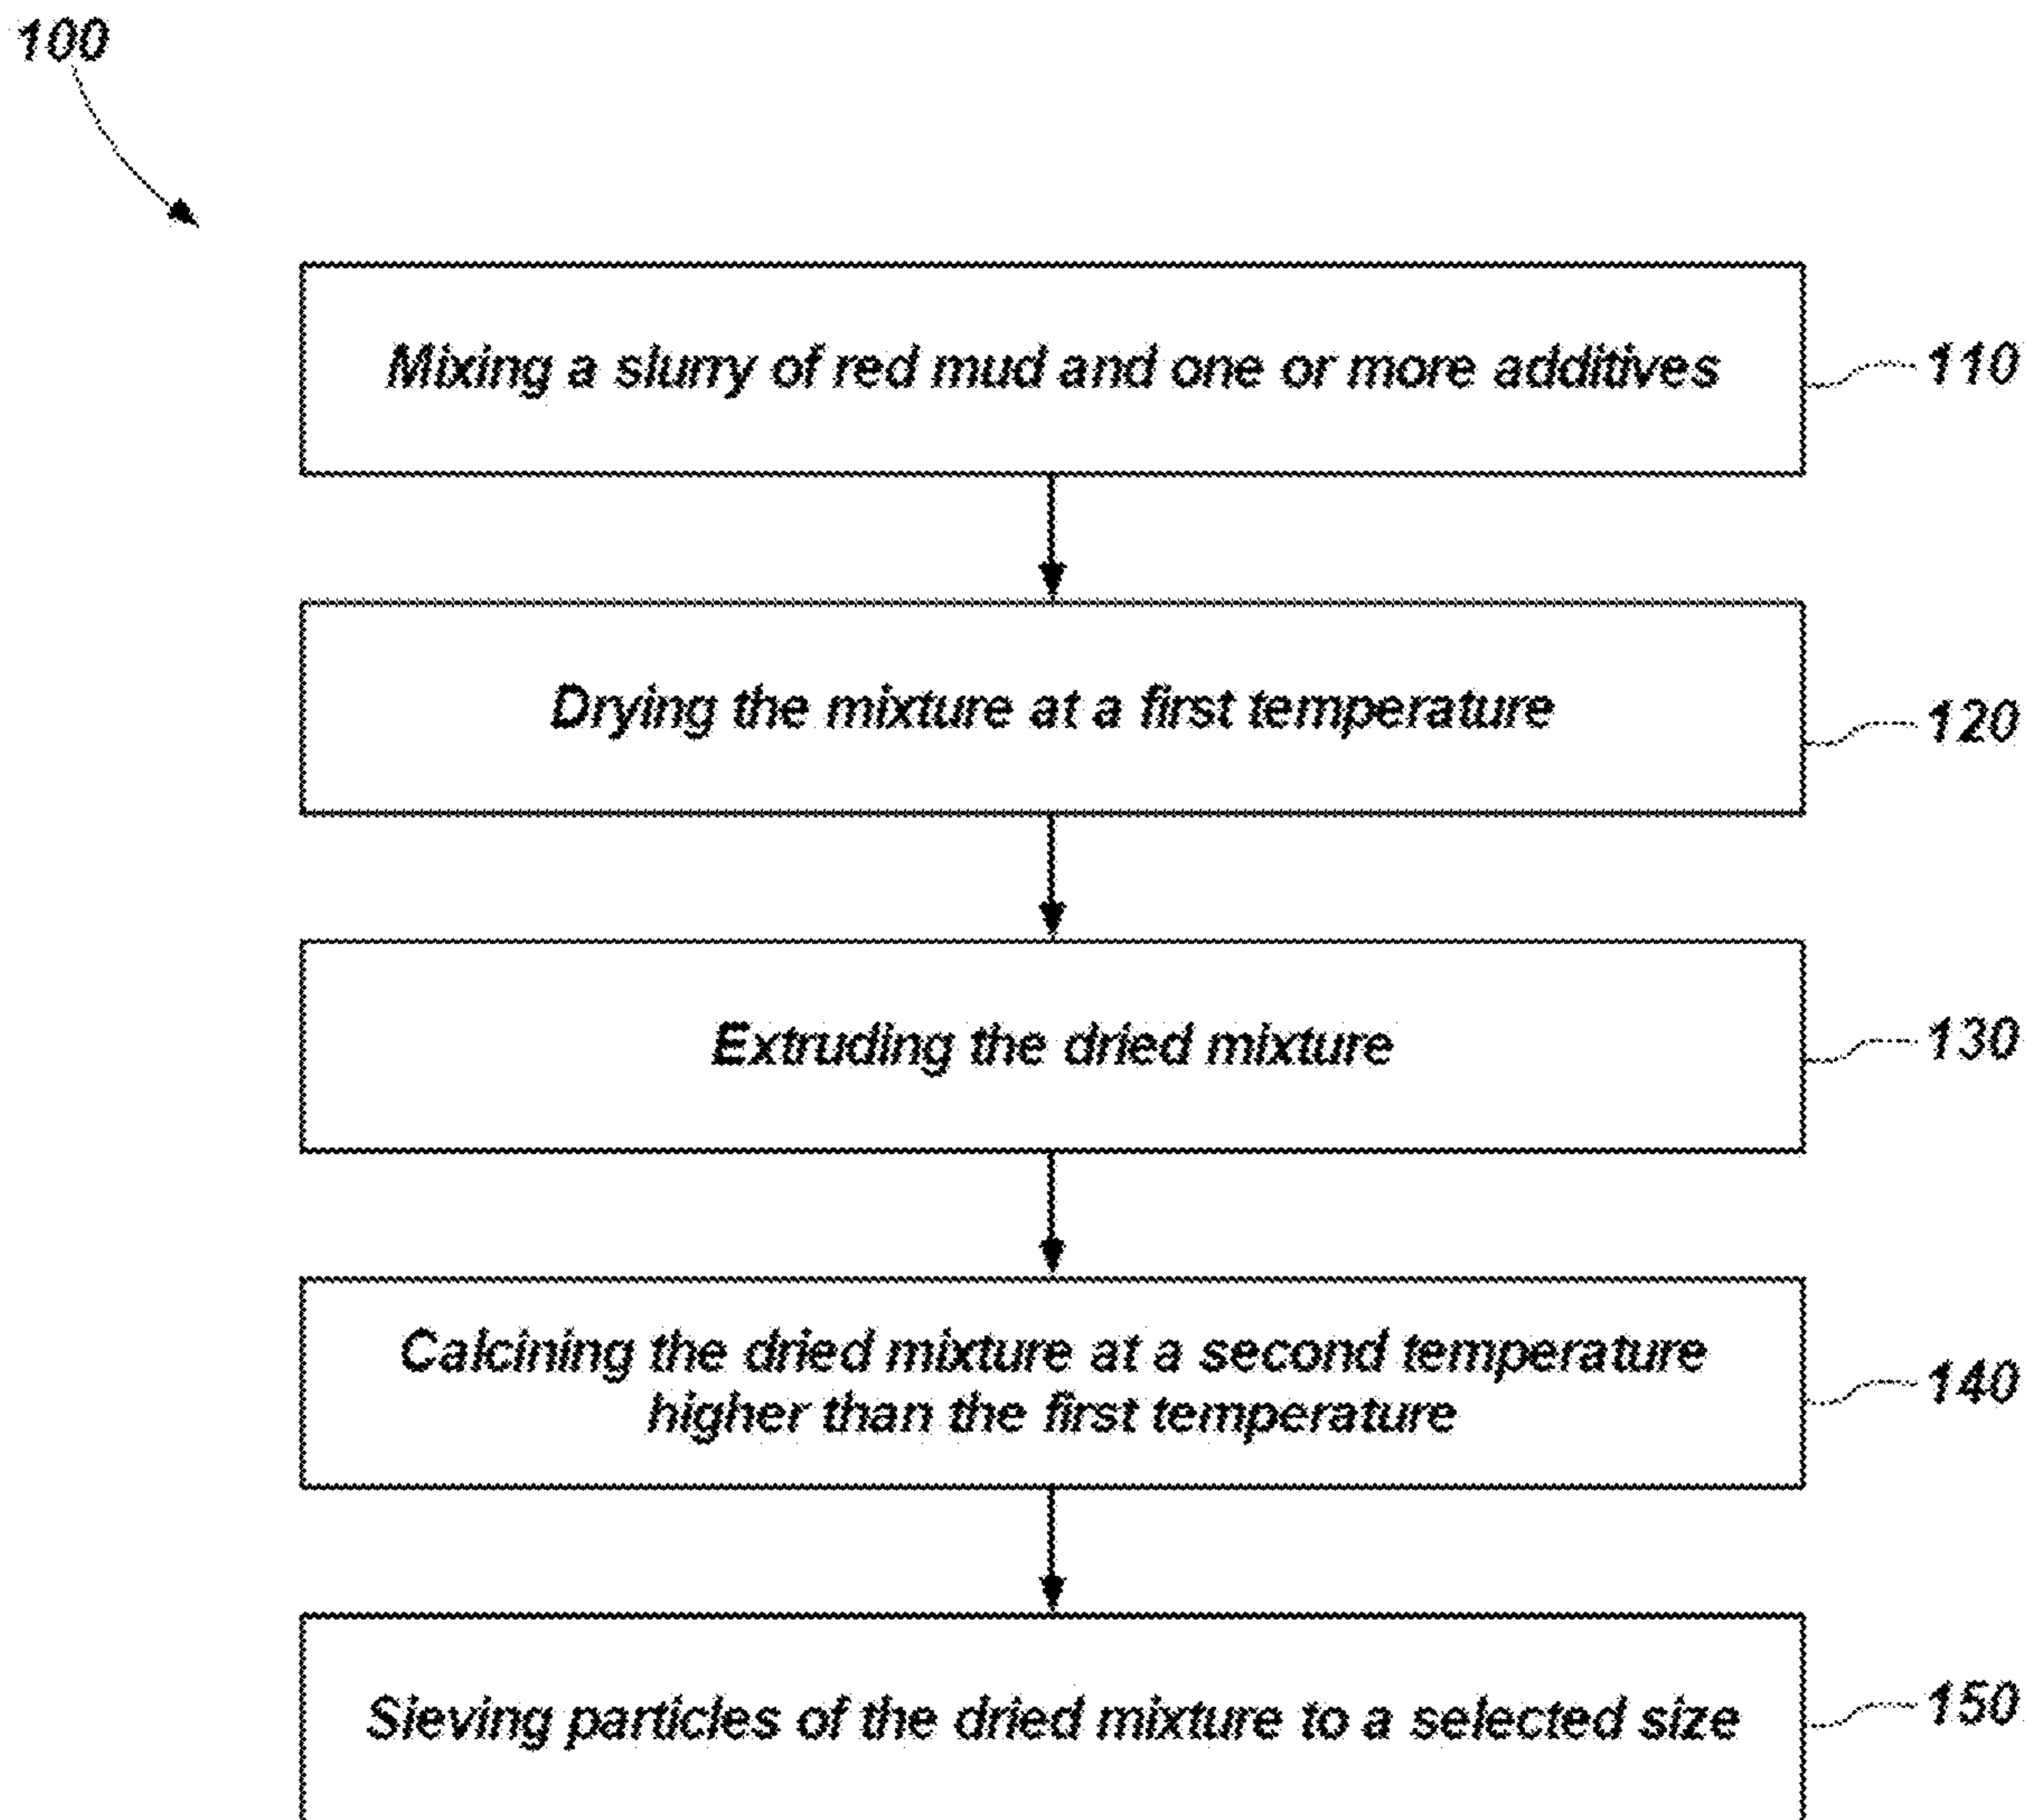 100
Mixing a slurry of red mud and one or more additives
110
Drying the mixture at a first temperature
120
Extruding the dried mixture
130
Calcining the dried mixture at a second temperature
higher than the first temperature
140
Sieving particles of the dried mixture to a selected size
150